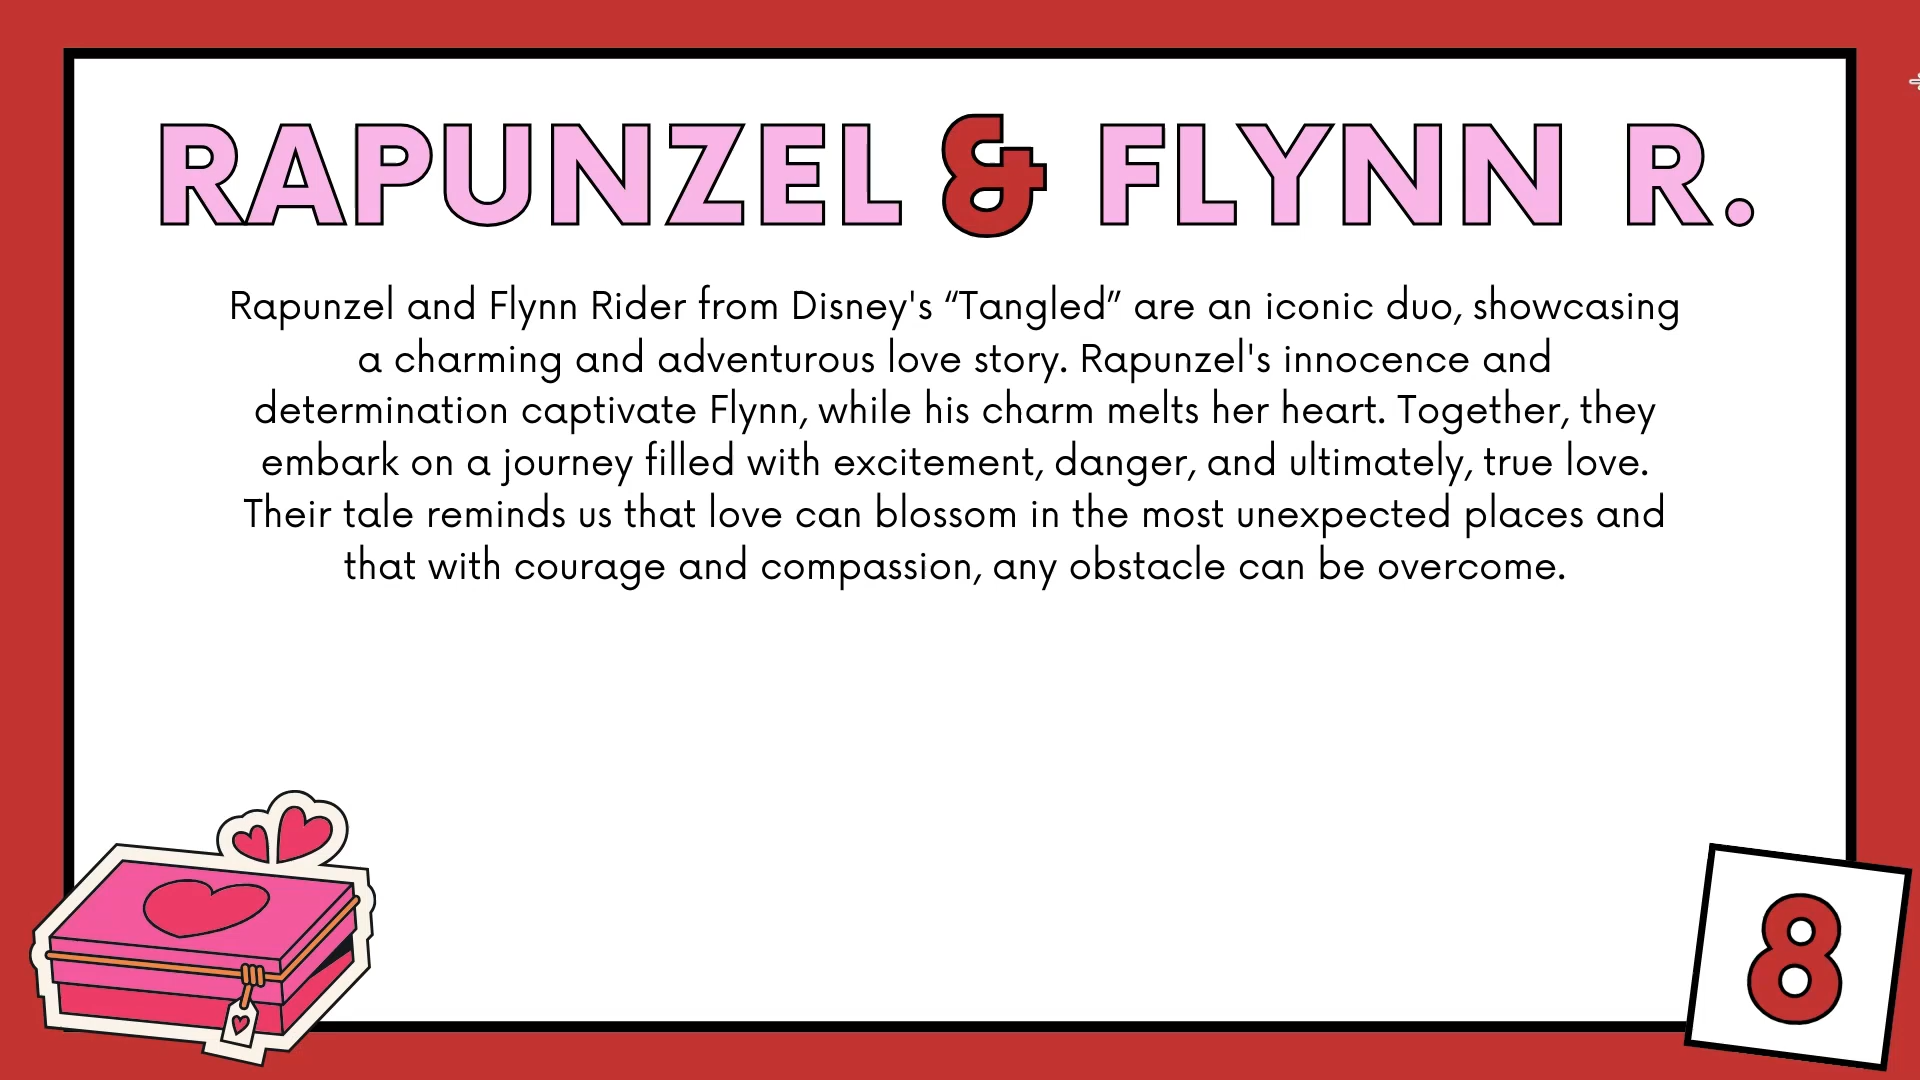 RAPUNZEL & FLYNN R.
Rapunzel and Flynn Rider from Disney's “Tangled” are an iconic duo, showcasing
a charming and adventurous love story. Rapunzel's innocence and
determination captivate Flynn, while his charm melts her heart. Together, they
embark on a journey filled with excitement, danger, and ultimately, true love.
Their tale reminds us that love can blossom in the most unexpected places and
that with courage and compassion, any obstacle can be overcome.
8